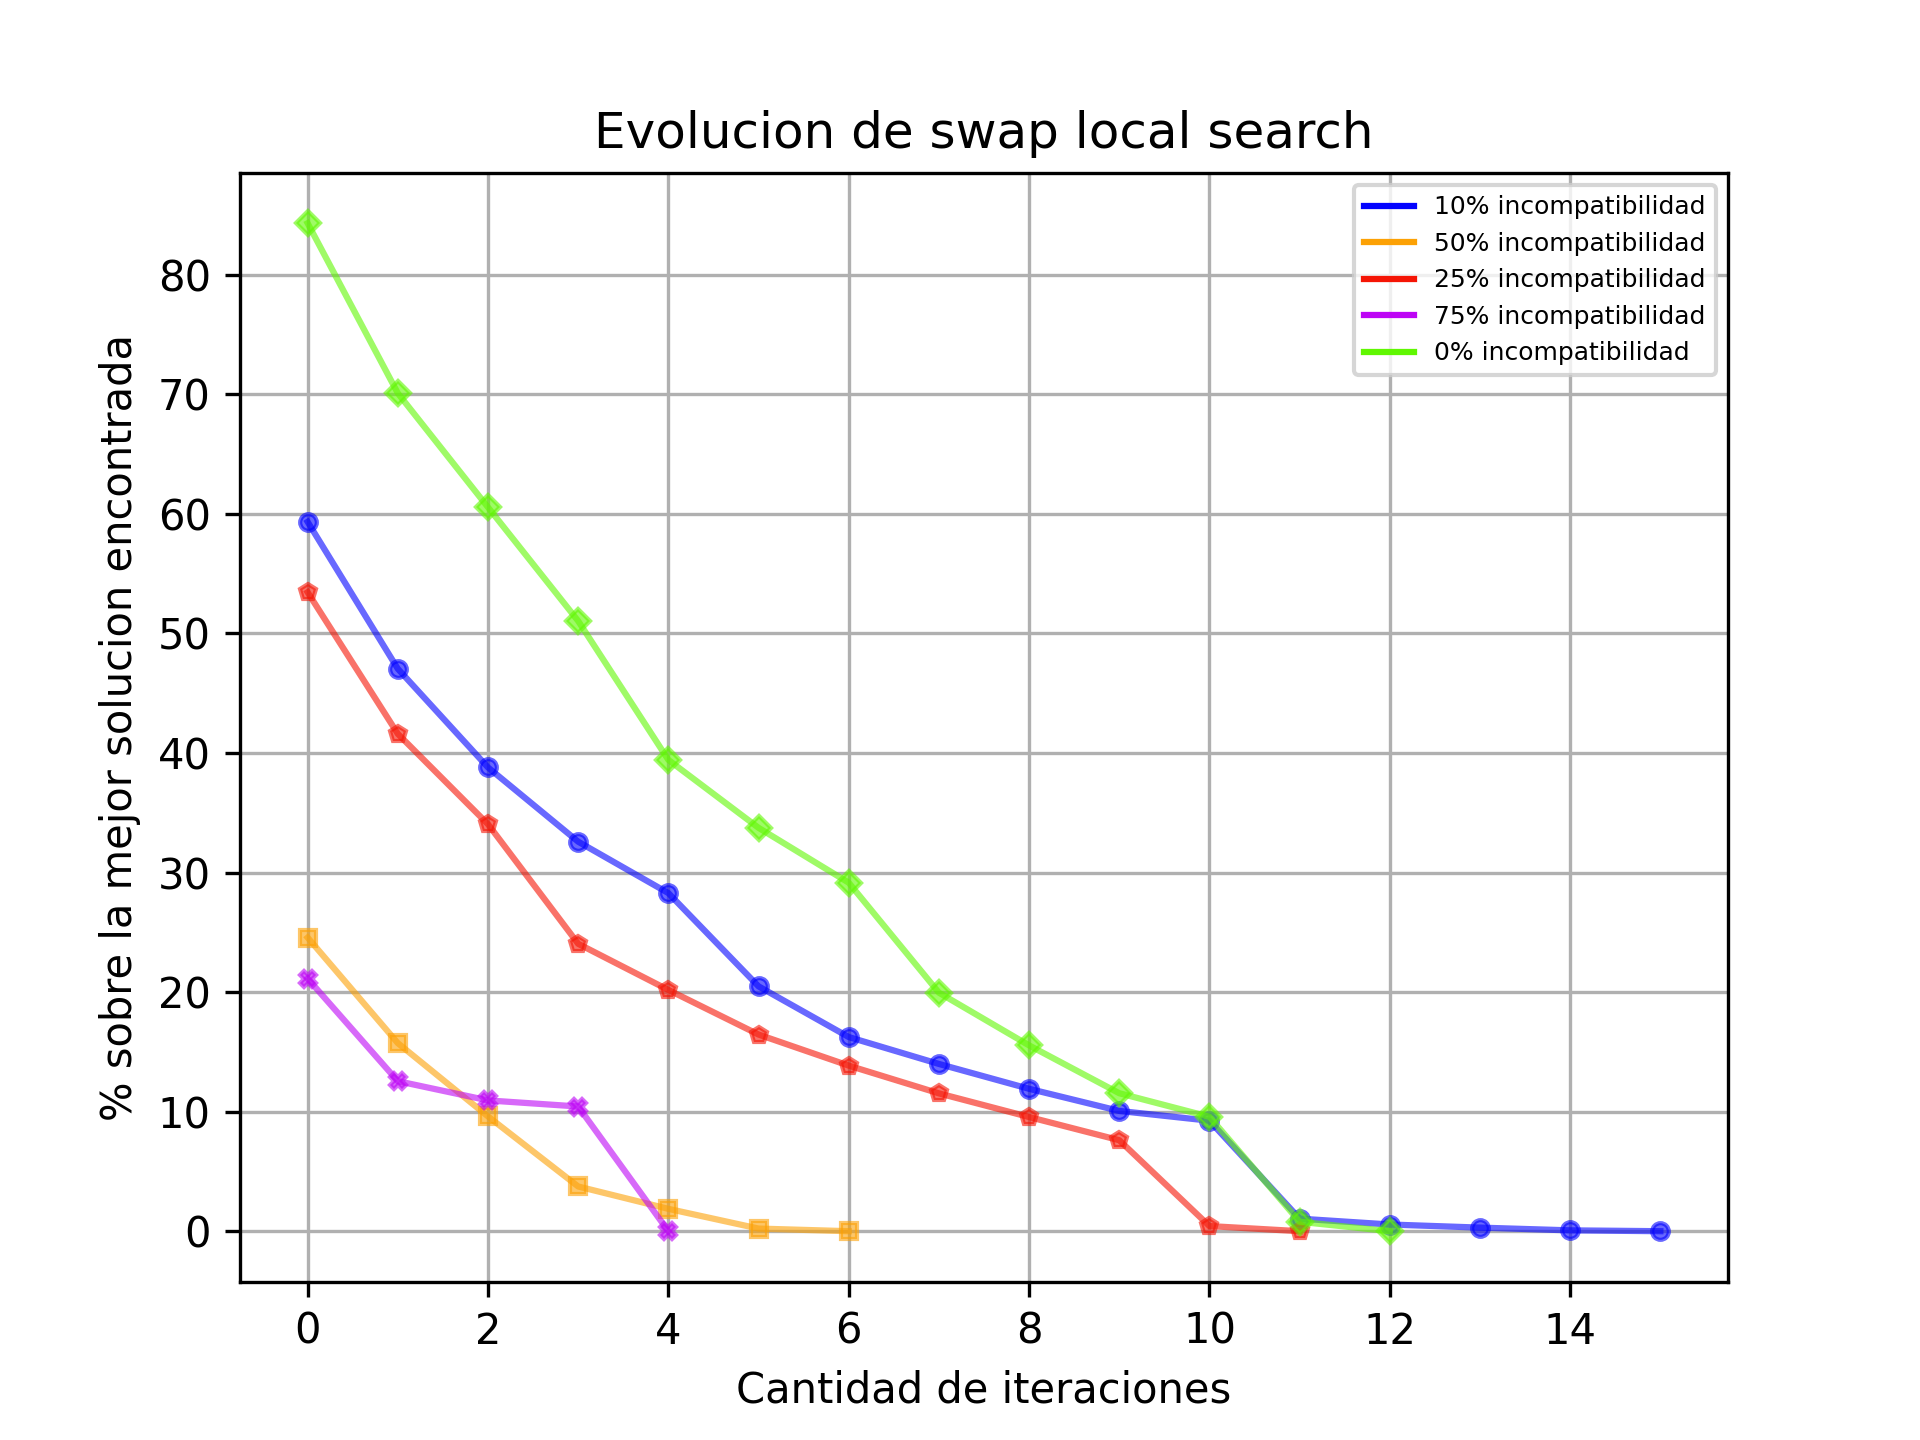 Evolucion de swap local search
10% incompatibilidad
50% incompatibilidad
25% incompatibilidad
75% incompatibilidad
0% incompatibilidad
% sobre la mejor solucion encontrada
80
70
60
50
40
30
20
10
0
0 2 4 6 8 10 12 14
Cantidad de iteraciones